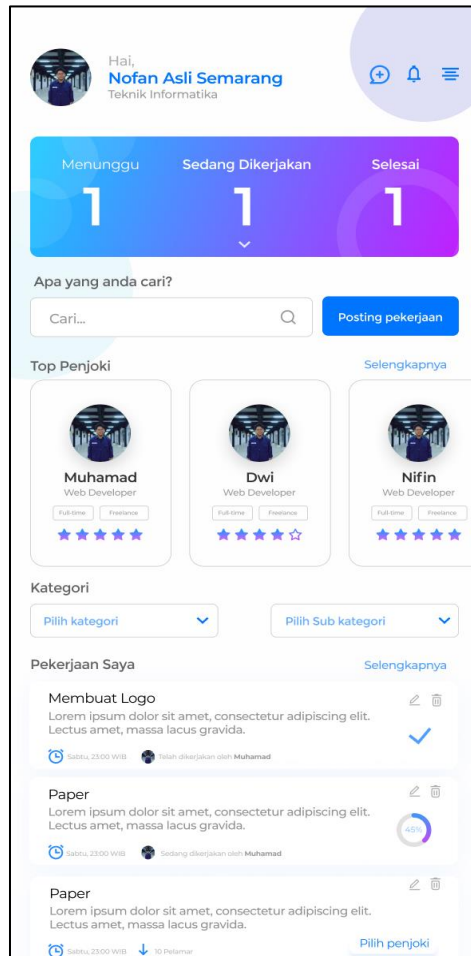 Hai,
Nofan Asli Semarang
Teknik Informatika
Menunggu Sedang Dikerjakan Selesai
1 1 1
Apa yang anda cari?
Cari... Posting pekerjaan
Top Penjoki Selengkapnya
Muhamad Dwi Nifin
Web Developer Web Developer Web Developer
Full-time Freelance Full-time Freelance Full-time Freelance
Kategori
Pilih kategori Pilih Sub kategori
Pekerjaan Saya Selengkapnya
Membuat Logo
Lorem ipsum dolor sit amet, consectetur adipiscing elit.
Lectus amet, massa lacus gravida.
Sabtu, 23:00 WIB Telah dikerjakan oleh Muhamad
Paper
Lorem ipsum dolor sit amet, consectetur adipiscing elit.
Lectus amet, massa lacus gravida.
45%
Sabtu, 23:00 WIB Sedang dikerjakan oleh Muhamad
Paper
Lorem ipsum dolor sit amet, consectetur adipiscing elit.
Lectus amet, massa lacus gravida.
Sabtu, 23:00 WIB 10 Pelamar Pilih penjoki